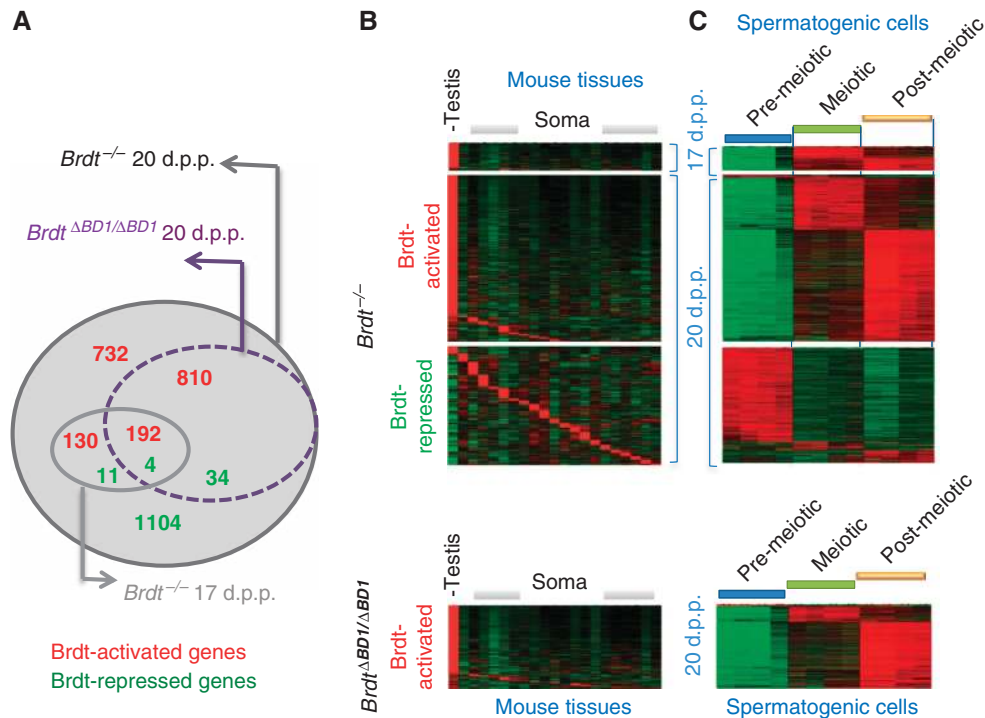 A
B
C
Spermatogenic cells
Mouse tissues
Pre-meiotic
Meiotic
Post-meiotic
-Testis
Soma
17 d.p.p.
Brdt−/− 20 d.p.p.
BrdtΔBD1/ΔBD1 20 d.p.p.
Brdt-
activated
Brdt−/−
20 d.p.p.
732
810
130
192
11
4
34
1104
Brdt-
repressed
Brdt−/− 17 d.p.p.
Brdt-activated genes
Brdt-repressed genes
-Testis
Soma
Pre-meiotic
Meiotic
Post-meiotic
BrdtΔBD1/ΔBD1
Brdt-
activated
20 d.p.p.
Mouse tissues
Spermatogenic cells